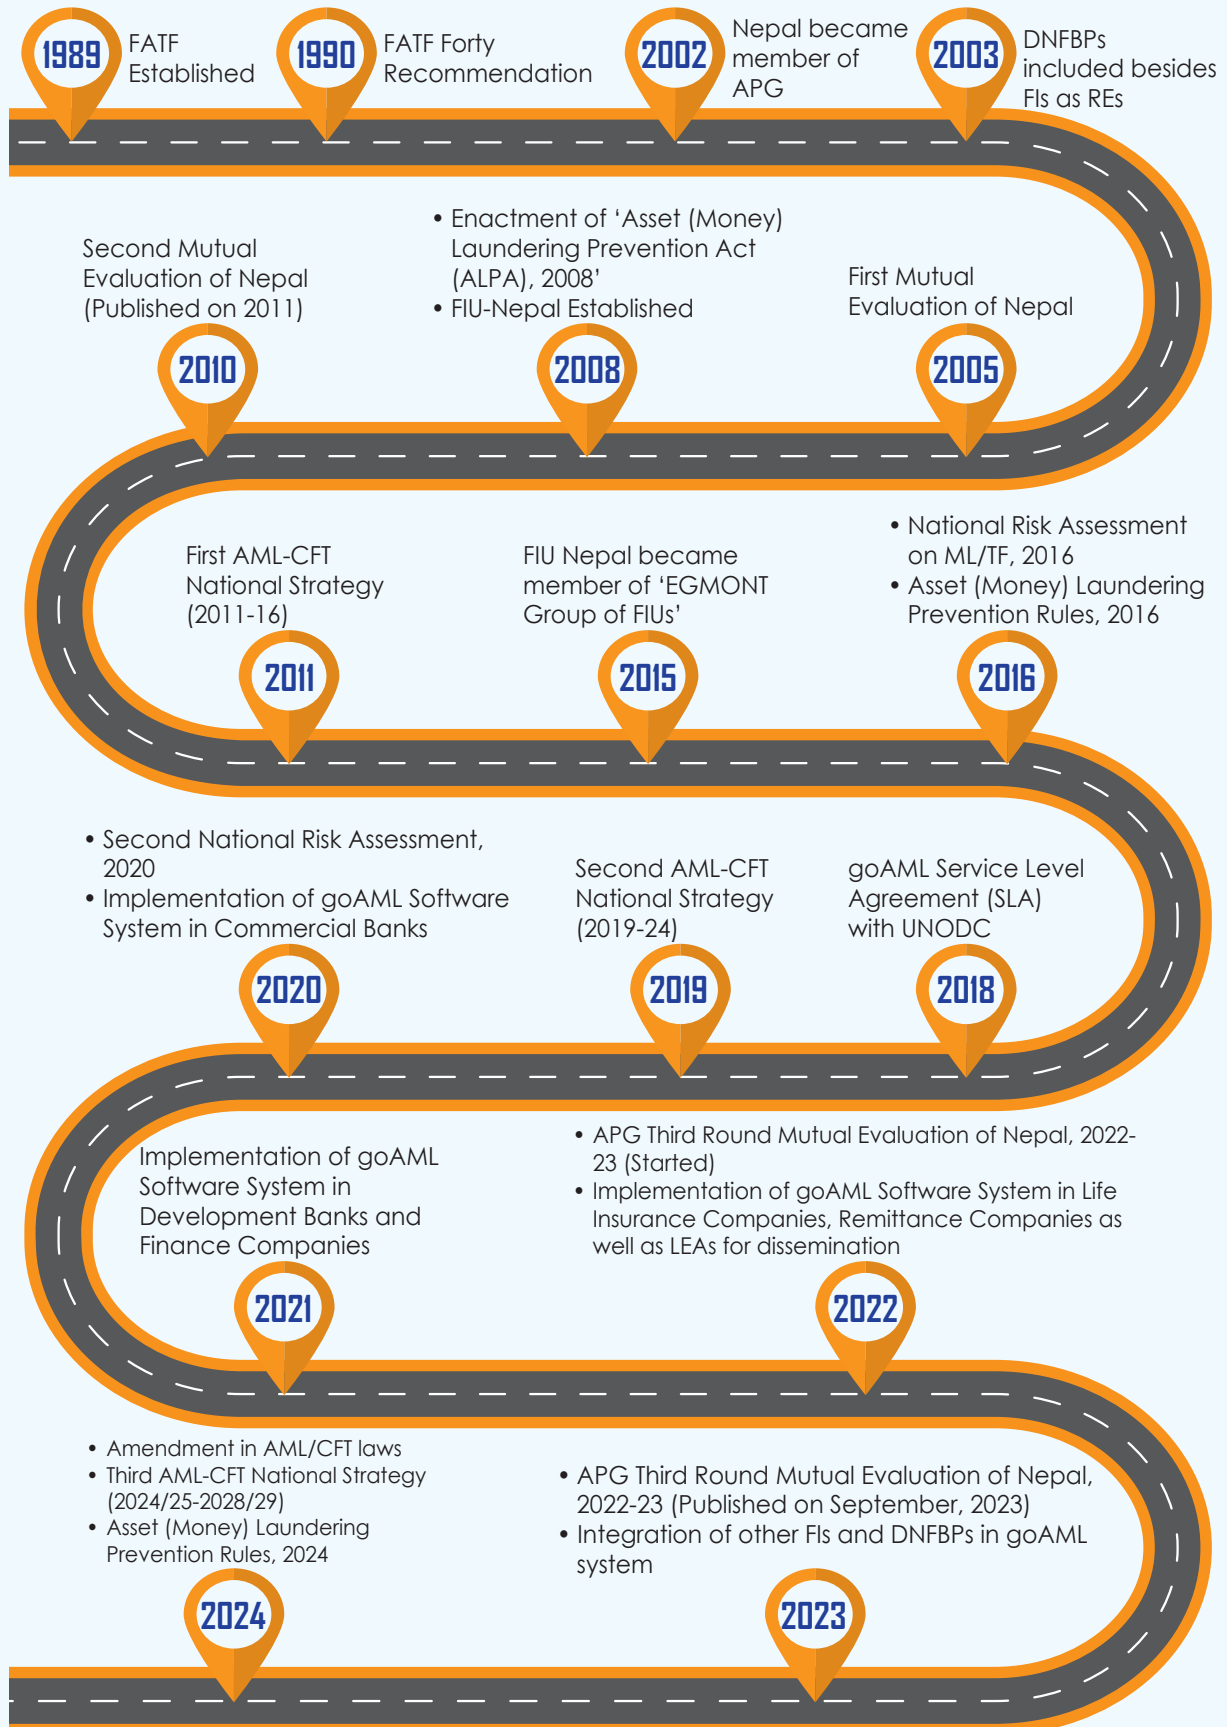 1989
FATF
Established
1990
FATF Forty
Recommendation
2002
Nepal became
member of
APG
2003
DNFBPs
included besides
FIs as REs
First Mutual
Evaluation of Nepal
2005
• Enactment of ‘Asset (Money)
Laundering Prevention Act
(ALPA), 2008’
• FIU-Nepal Established
2008
Second Mutual
Evaluation of Nepal
(Published on 2011)
2010
First AML-CFT
National Strategy
(2011-16)
2011
FIU Nepal became
member of ‘EGMONT
Group of FIUs’
2015
• National Risk Assessment
on ML/TF, 2016
• Asset (Money) Laundering
Prevention Rules, 2016
2016
goAML Service Level
Agreement (SLA)
with UNODC
2018
Second AML-CFT
National Strategy
(2019-24)
2019
• Second National Risk Assessment,
2020
• Implementation of goAML Software
System in Commercial Banks
2020
Implementation of goAML
Software System in
Development Banks and
Finance Companies
2021
• APG Third Round Mutual Evaluation of Nepal, 2022-
23 (Started)
• Implementation of goAML Software System in Life
Insurance Companies, Remittance Companies as
well as LEAs for dissemination
2022
• APG Third Round Mutual Evaluation of Nepal,
2022-23 (Published on September, 2023)
• Integration of other FIs and DNFBPs in goAML
system
2023
• Amendment in AML/CFT laws
• Third AML-CFT National Strategy
(2024/25-2028/29)
• Asset (Money) Laundering
Prevention Rules, 2024
2024